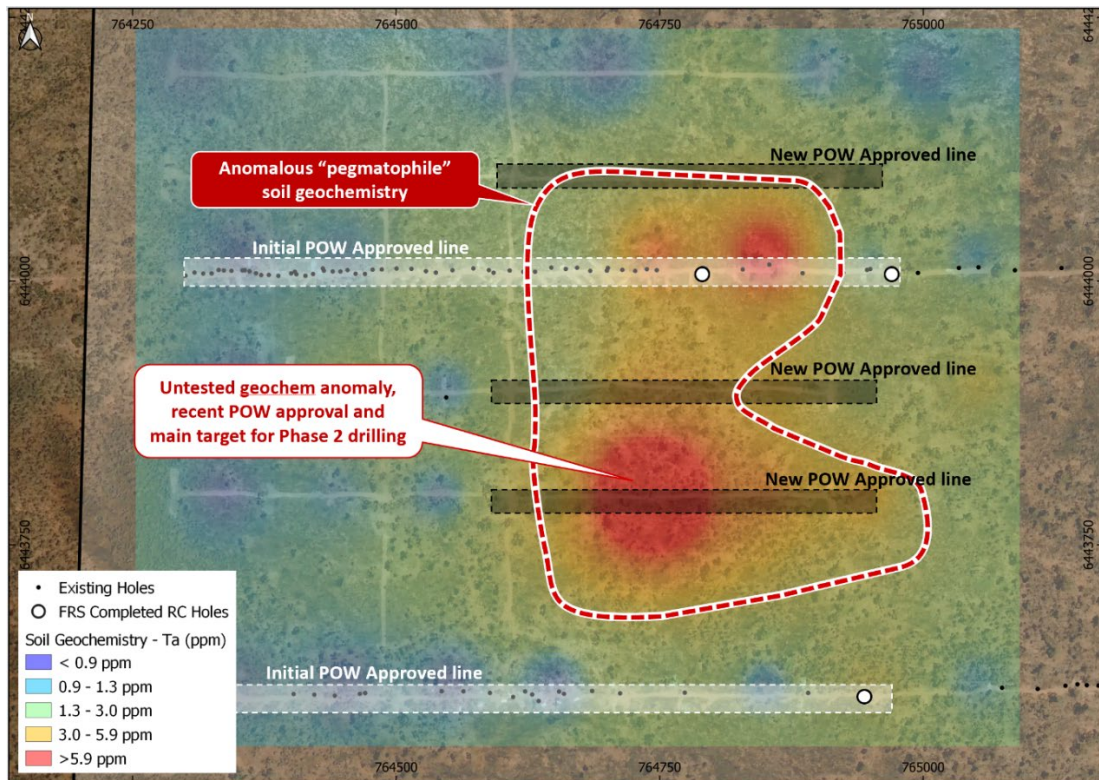 764250
764500
764750
765000
64442
64442
New POW Approved line
Anomalous “pegmatophile”
soil geochemistry
Initial POW Approved line
6444000
6444000
New POW Approved line
Untested geochem anomaly,
recent POW approval and
main target for Phase 2 drilling
New POW Approved line
6443750
6443750
Existing Holes
FRS Completed RC Holes
Soil Geochemistry - Ta (ppm)
< 0.9 ppm
0.9 - 1.3 ppm
1.3 - 3.0 ppm
3.0 - 5.9 ppm
>5.9 ppm
Initial POW Approved line
764500
764750
765000